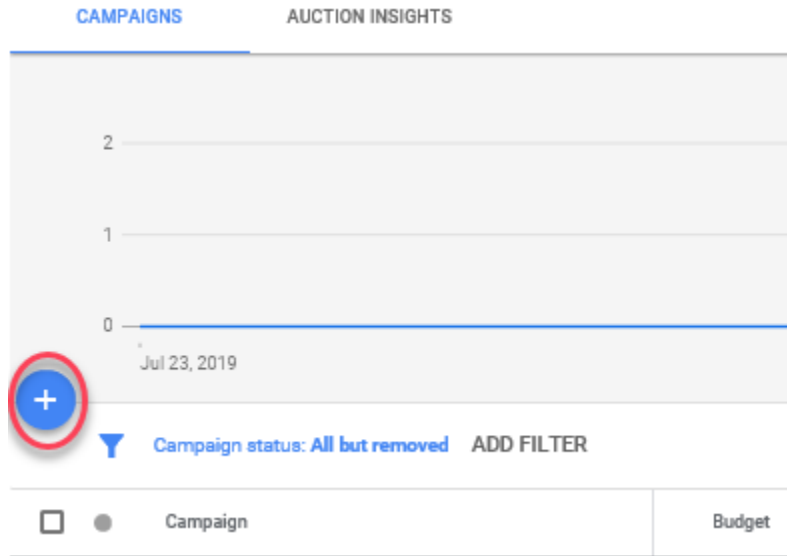 CAMPAIGNS AUCTION INSIGHTS
2
1
0
Jul 23, 2019
+
Campaign status: All but removed ADD FILTER
Campaign Budget